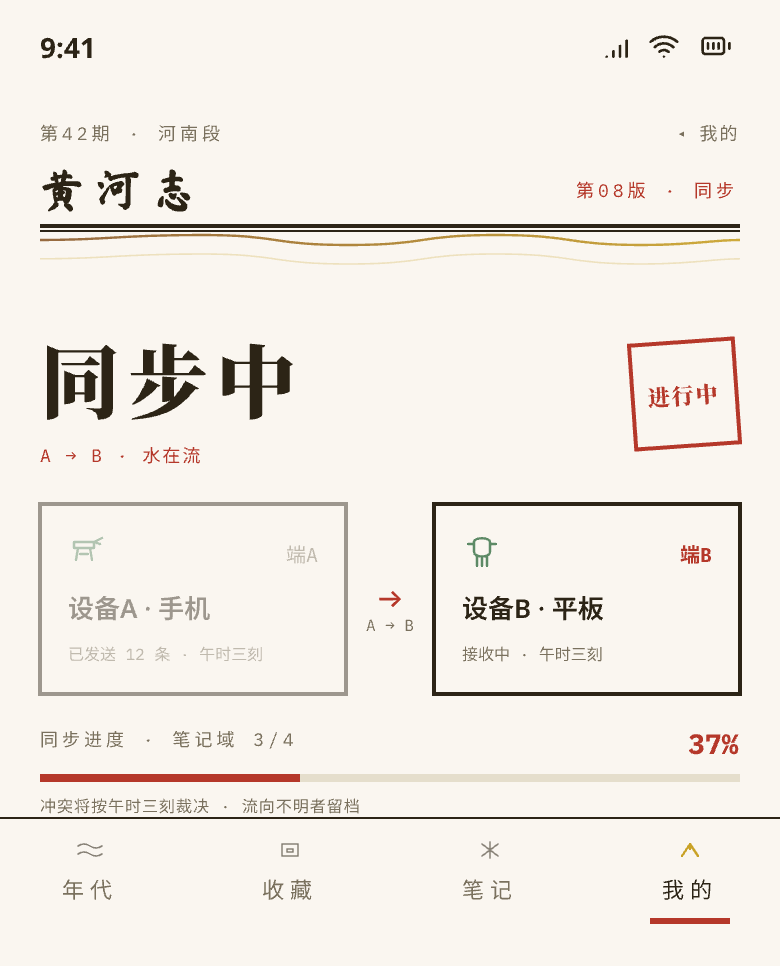 9:41
第42期 · 河南段
◂ 我的
黄河志
第08版 · 同步
同步中
进行中
A → B · 水在流
端A
设备A · 手机
已发送 12 条 · 午时三刻
→
A → B
端B
设备B · 平板
接收中 · 午时三刻
同步进度 · 笔记域 3/4
37%
冲突将按午时三刻裁决 · 流向不明者留档
年代
收藏
笔记
我的